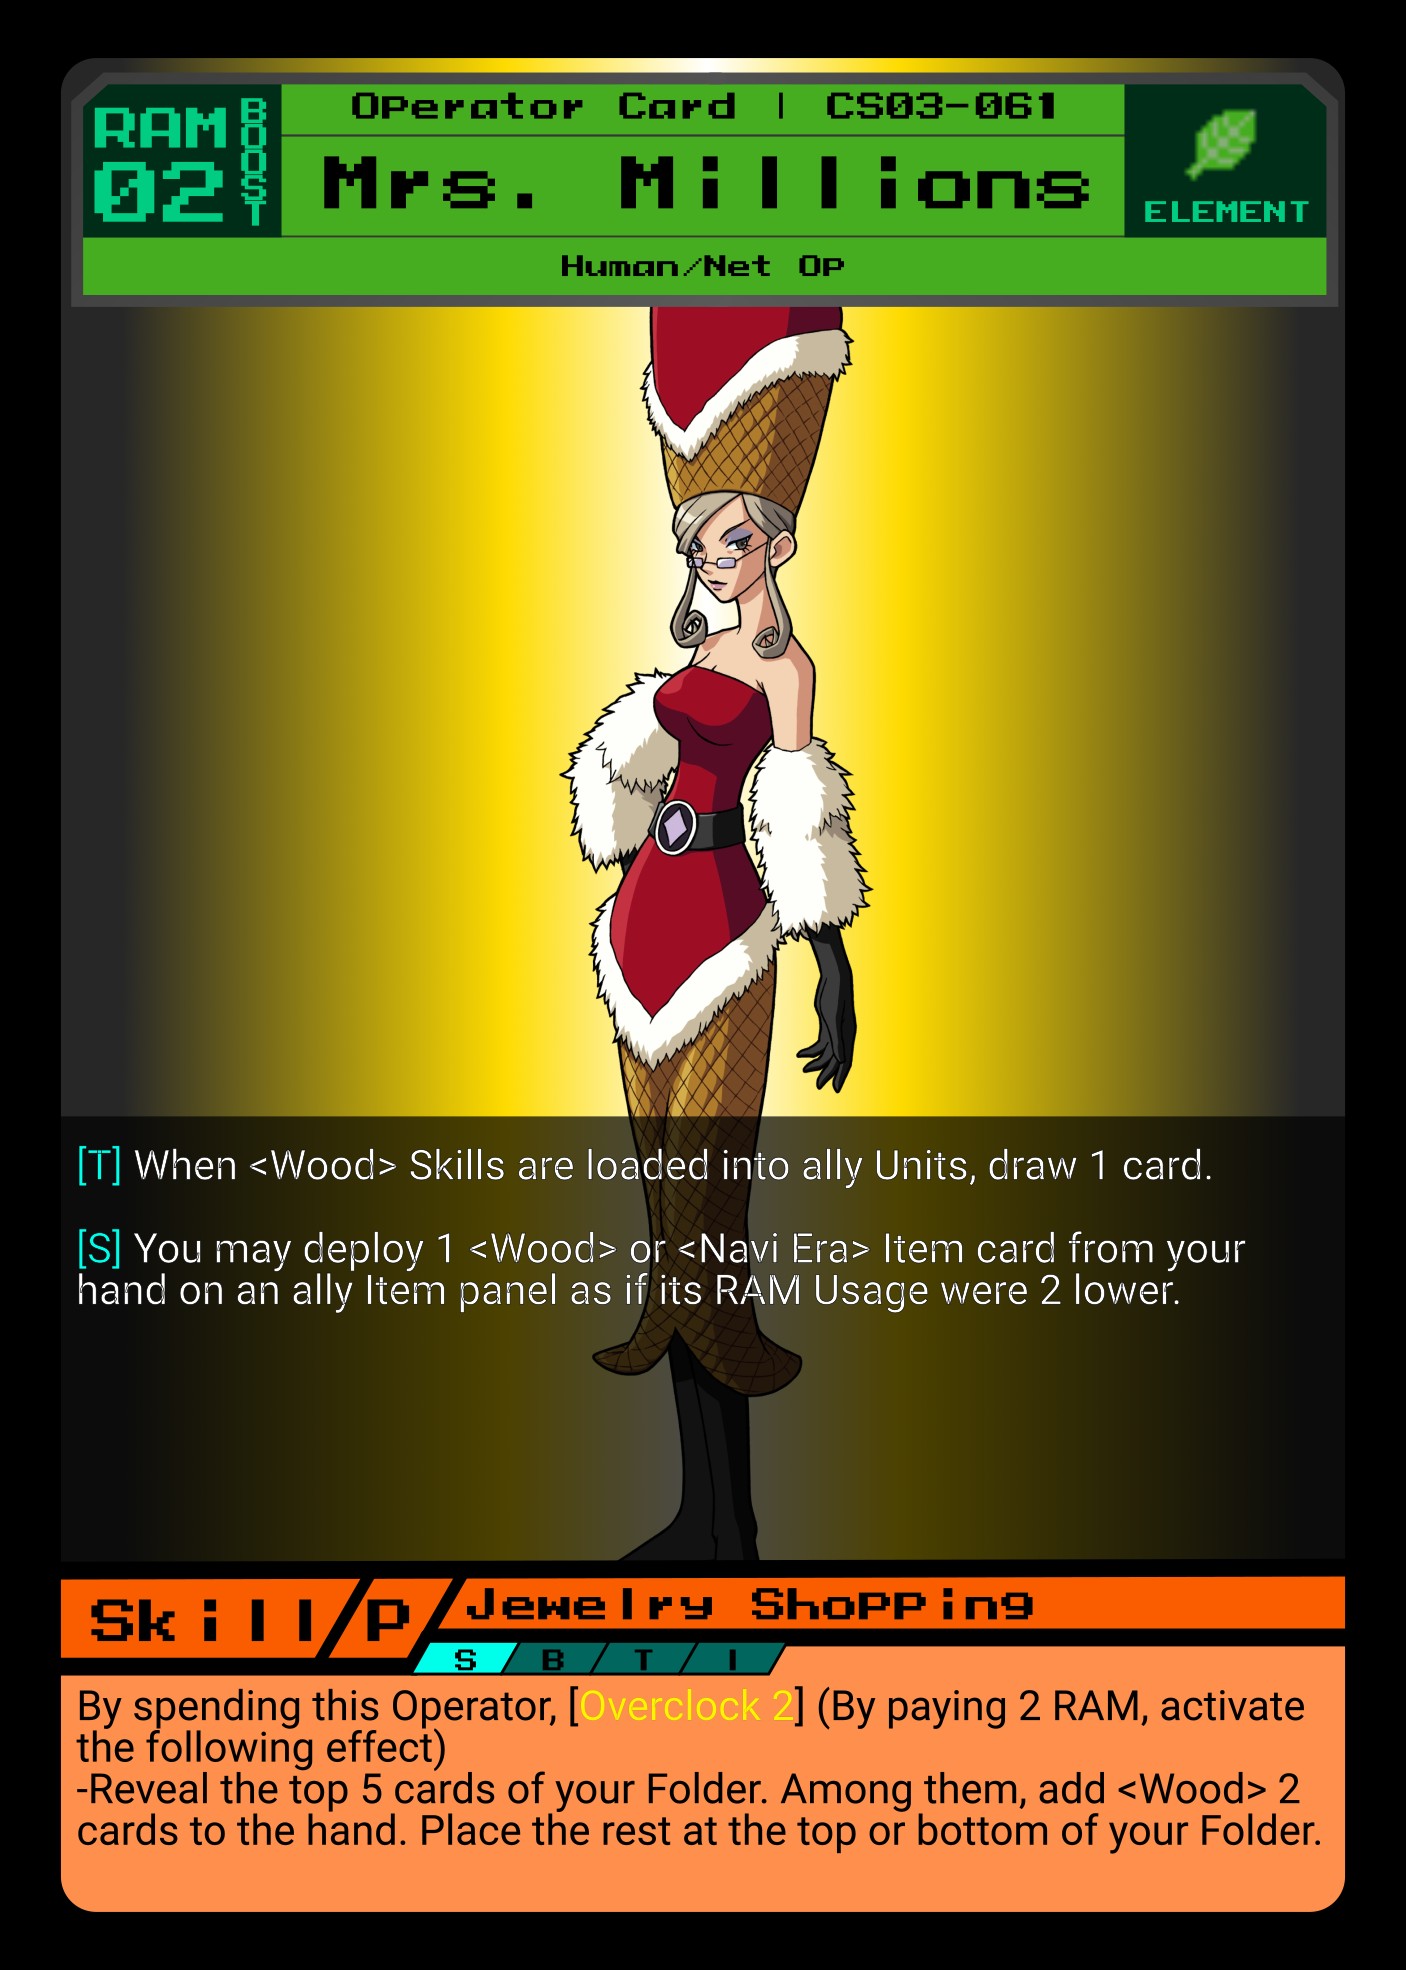 RAM
02
BOOST
Operator Card | CS03-061
Mrs. Millions
ELEMENT
Human/Net Op
[T] When <Wood> Skills are loaded into ally Units, draw 1 card.
[S] You may deploy 1 <Wood> or <Navi Era> Item card from your
hand on an ally Item panel as if its RAM Usage were 2 lower.
Skill/P
Jewelry Shopping
S B T I
By spending this Operator, [Overclock 2] (By paying 2 RAM, activate
the following effect)
-Reveal the top 5 cards of your Folder. Among them, add <Wood> 2
cards to the hand. Place the rest at the top or bottom of your Folder.